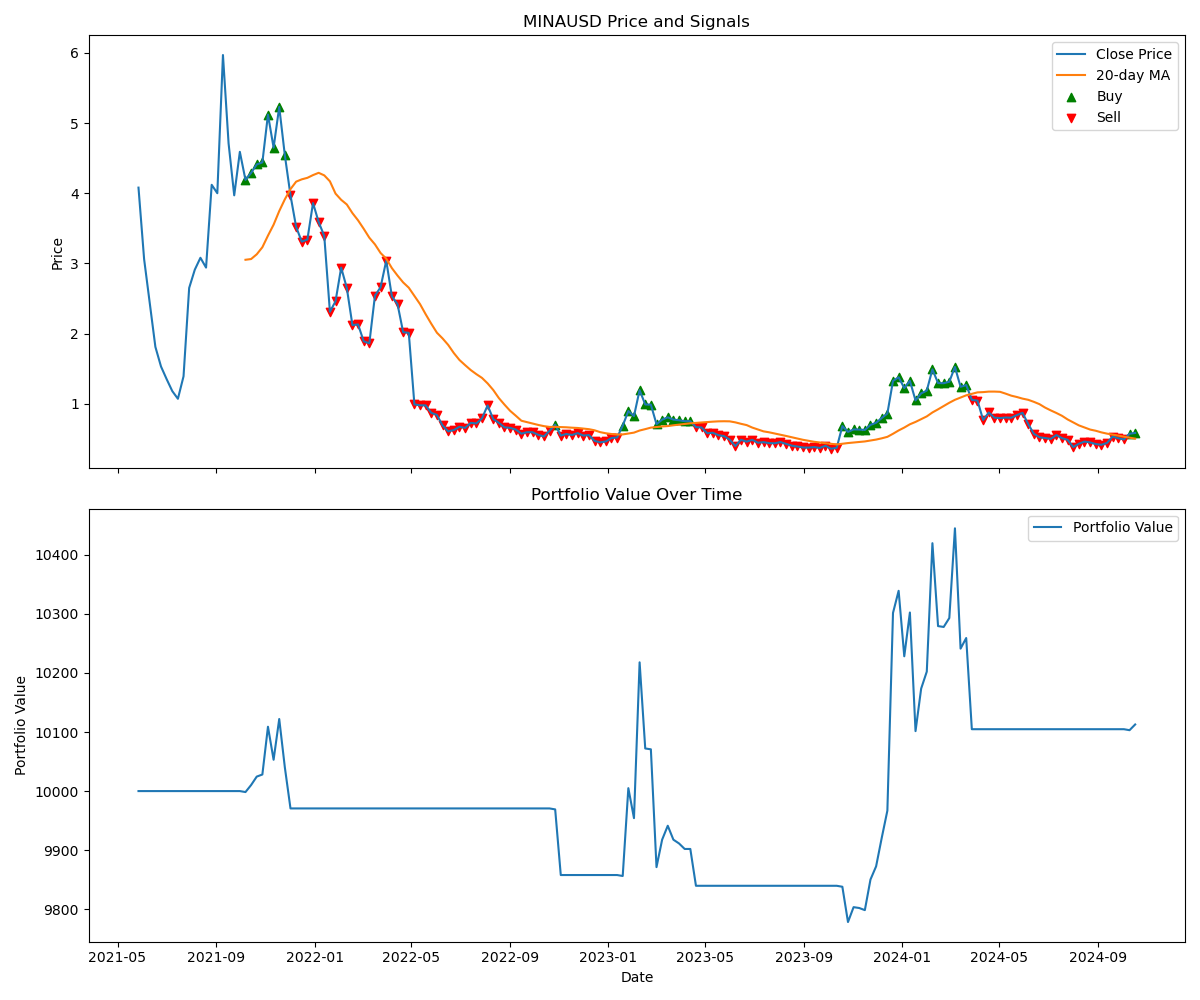 MINAUSD Price and Signals
6
5
4
3
2
1
Price
Close Price
20-day MA
Buy
Sell
Portfolio Value Over Time
10400
10300
10200
10100
10000
9900
9800
Portfolio Value
Portfolio Value
2021-05 2021-09 2022-01 2022-05 2022-09 2023-01 2023-05 2023-09 2024-01 2024-05 2024-09
Date